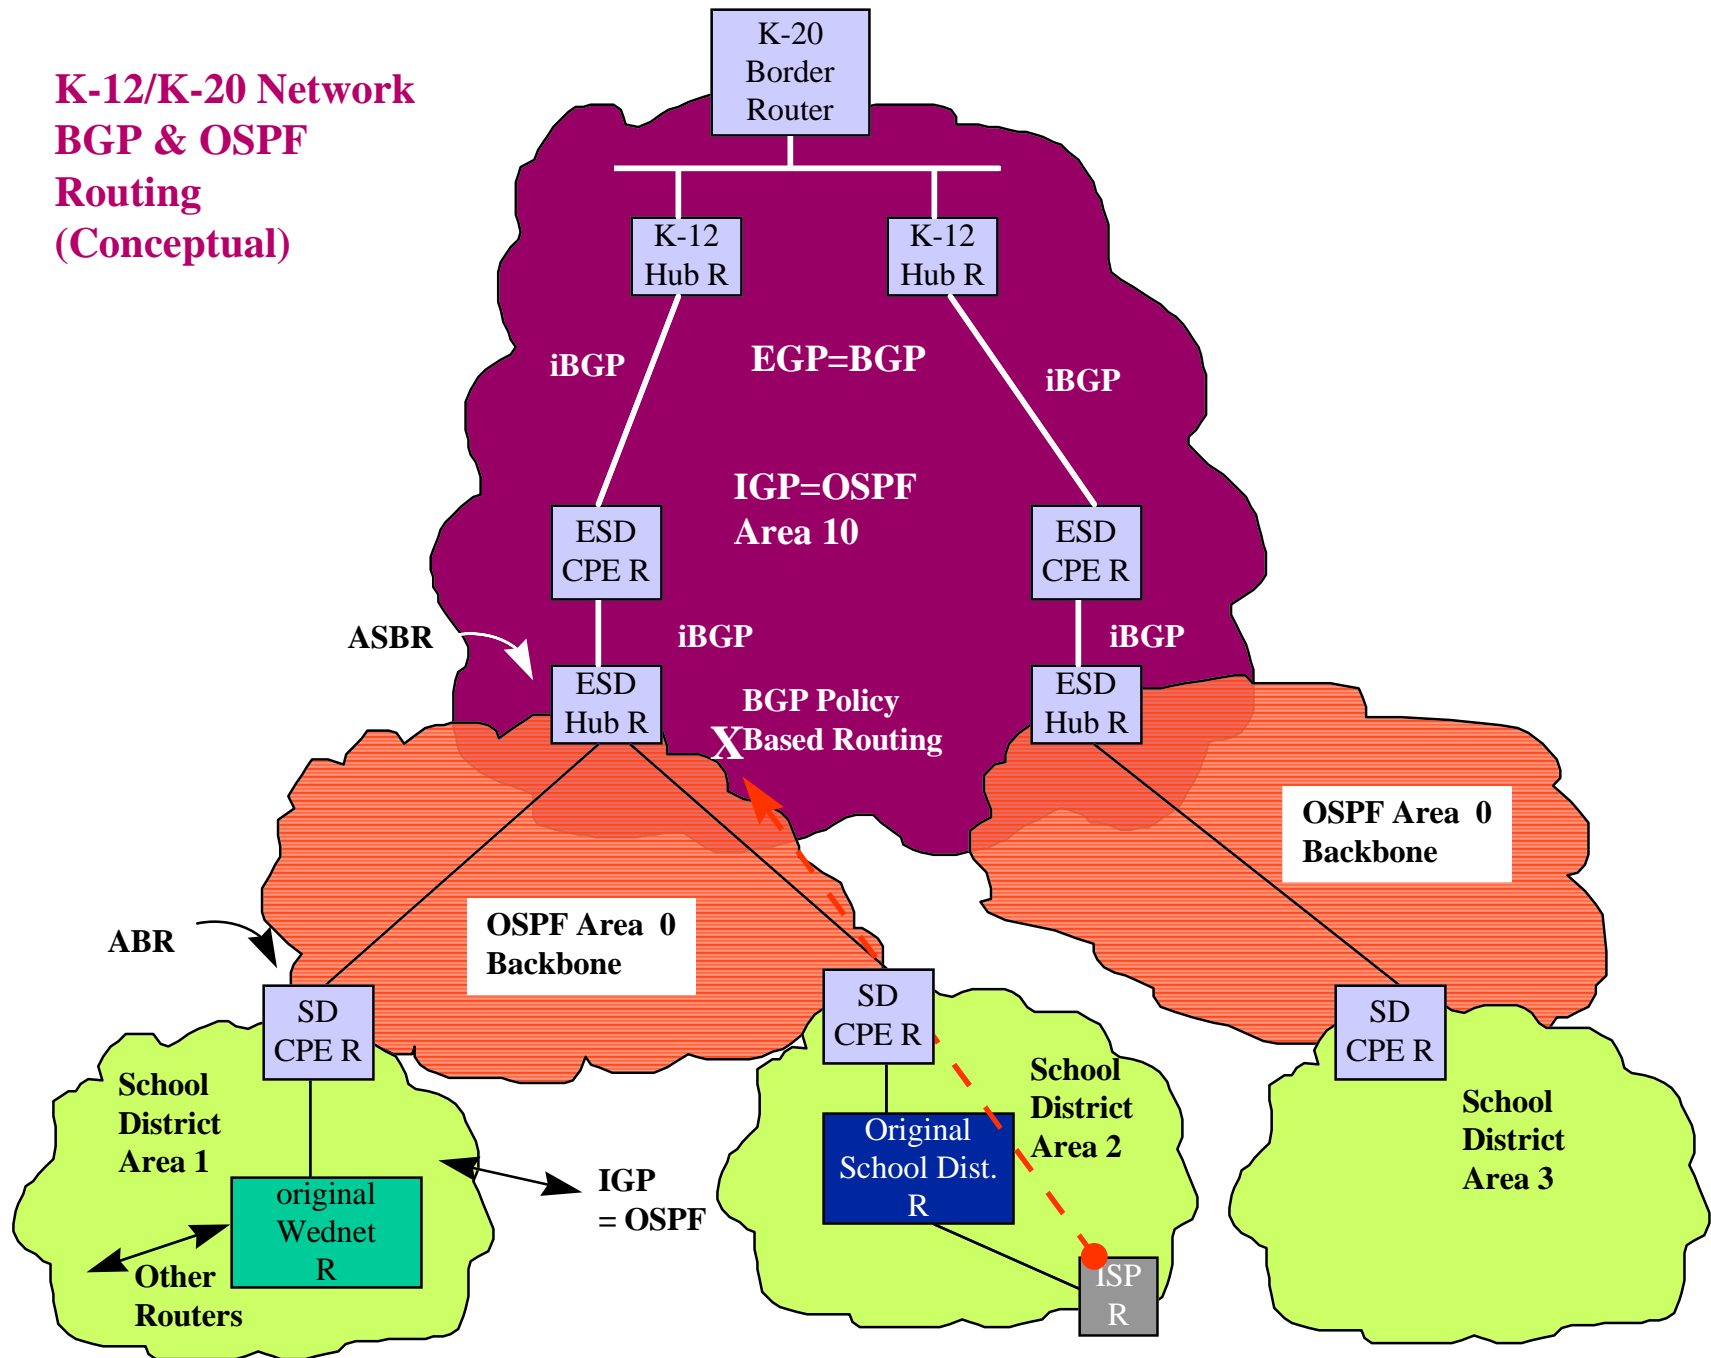 K-20
Border
Router
K-12/K-20 Network
BGP & OSPF
Routing
(Conceptual)
K-12
Hub R
K-12
Hub R
iBGP
EGP=BGP
iBGP
IGP=OSPF
Area 10
ESD
CPE R
ESD
CPE R
ASBR
iBGP
iBGP
ESD
Hub R
ESD
Hub R
BGP Policy
Based Routing
X
OSPF Area 0
Backbone
OSPF Area 0
Backbone
ABR
SD
CPE R
SD
CPE R
SD
CPE R
School
District
Area 1
School
District
Area 2
School
District
Area 3
original
Wednet
R
Original
School Dist.
R
IGP
= OSPF
Other
Routers
ISP
R